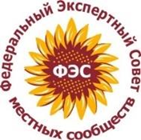 Федеральный Экспертный Совет
ФЭС
местных сообществ